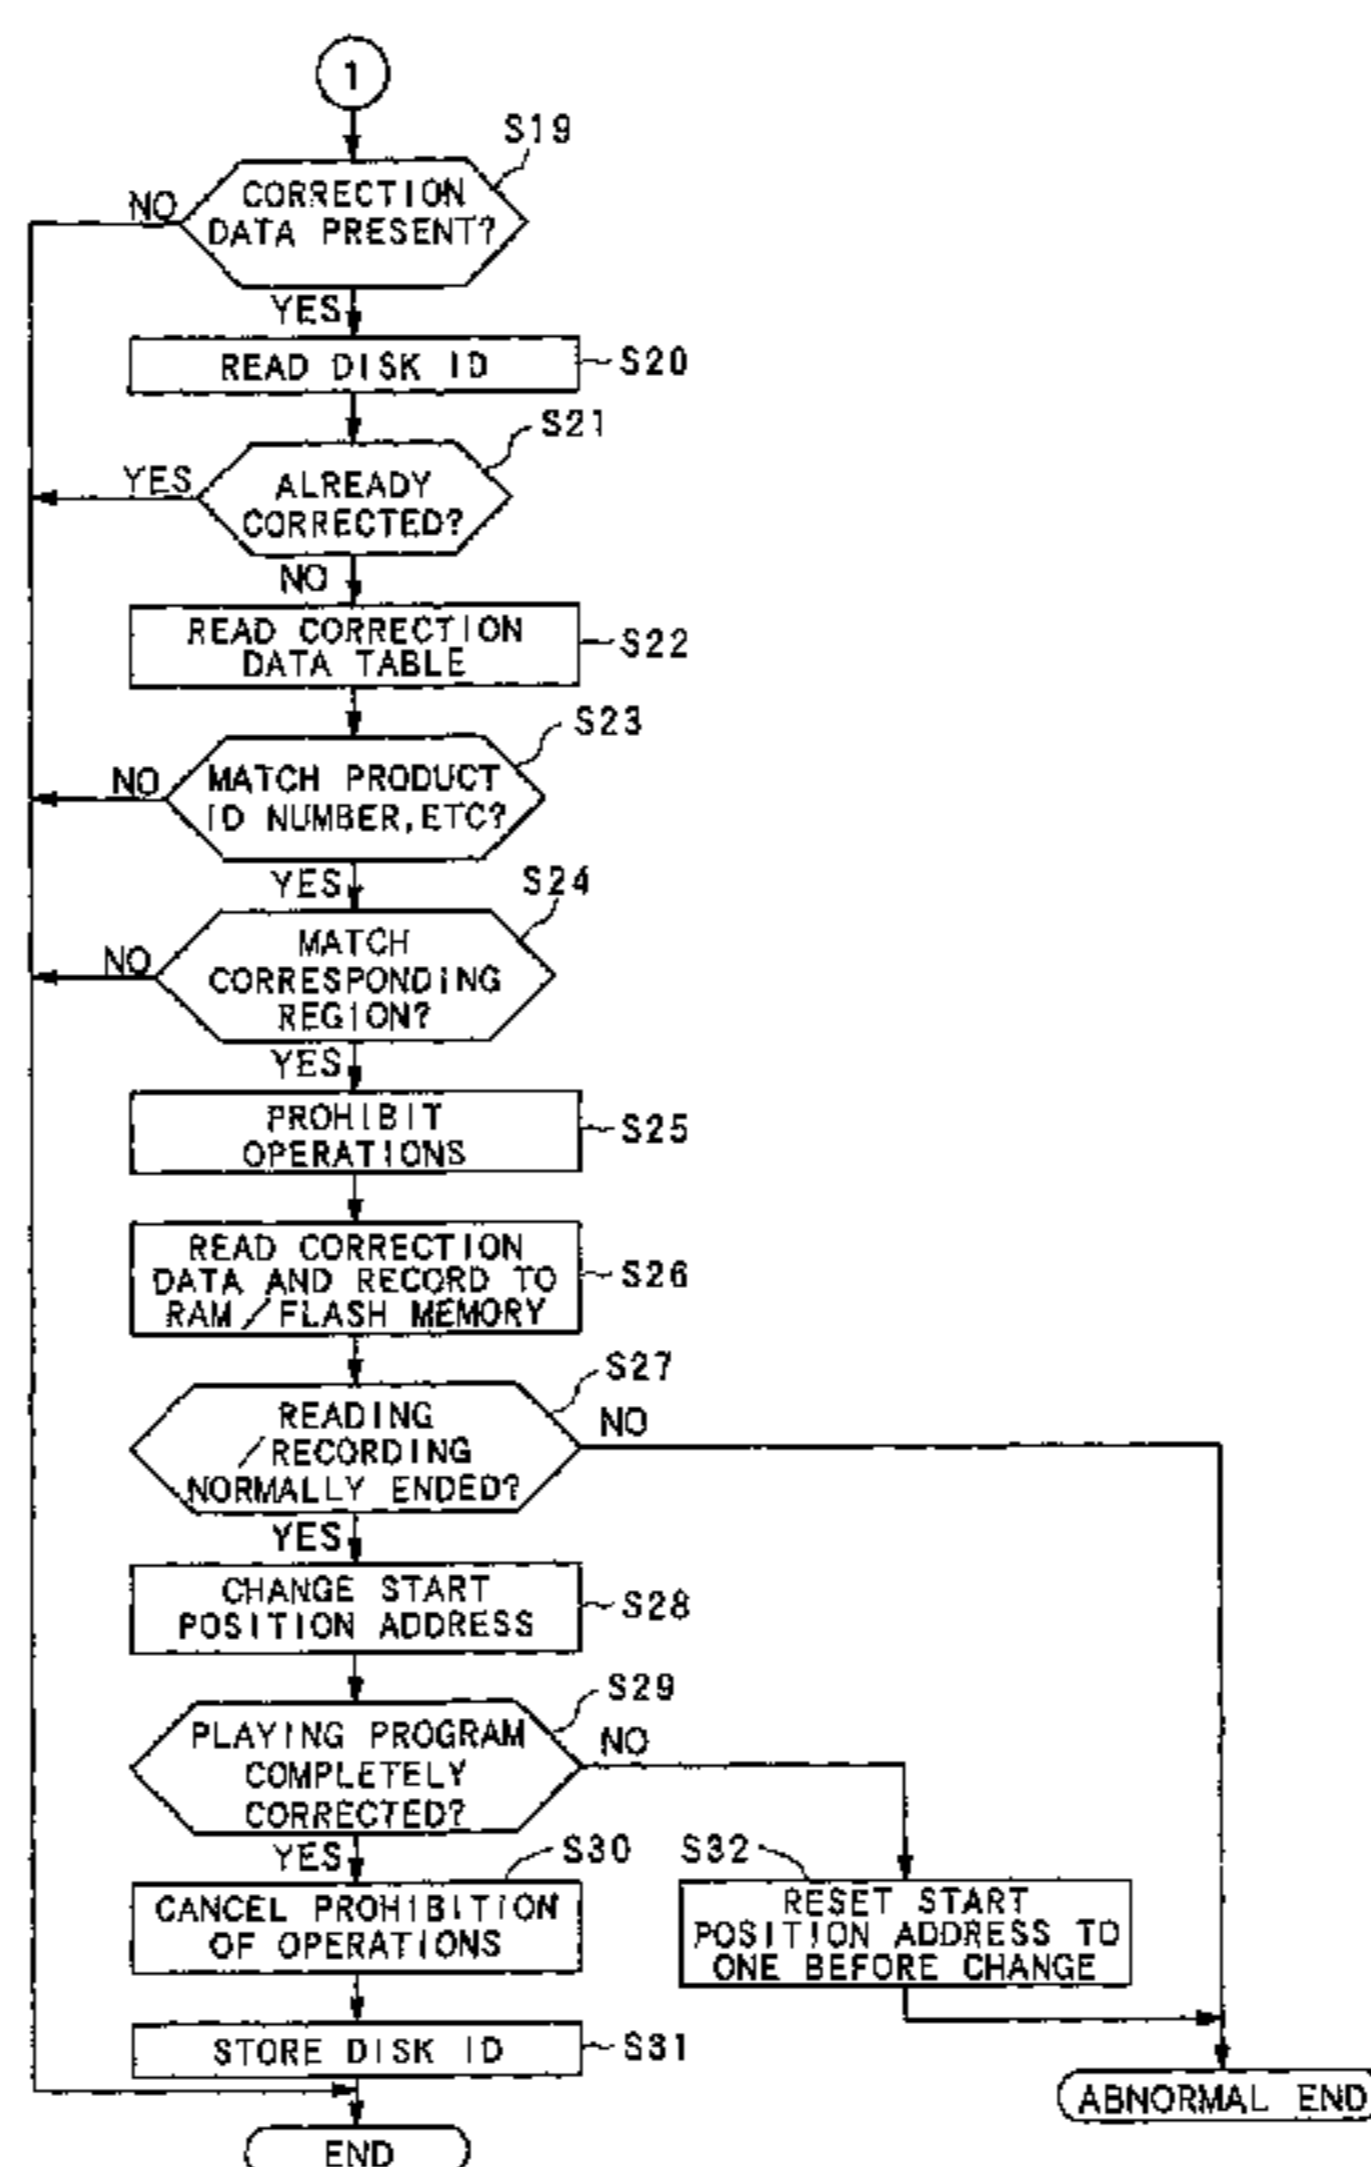 1
S19
NO
CORRECTION
DATA PRESENT?
YES
READ DISK ID
S20
S21
YES
ALREADY
CORRECTED?
NO
READ CORRECTION
DATA TABLE
S22
S23
NO
MATCH PRODUCT
ID NUMBER,ETC?
YES
S24
NO
MATCH
CORRESPONDING
REGION?
YES
PROHIBIT
OPERATIONS
S25
READ CORRECTION
DATA AND RECORD TO
RAM/FLASH MEMORY
S26
S27
READING
/RECORDING
NORMALLY ENDED?
NO
YES
CHANGE START
POSITION ADDRESS
S28
S29
PLAYING PROGRAM
COMPLETELY
CORRECTED?
NO
YES
S30
CANCEL PROHIBITION
OF OPERATIONS
S32
RESET START
POSITION ADDRESS TO
ONE BEFORE CHANGE
STORE DISK ID
S31
ABNORMAL END
END